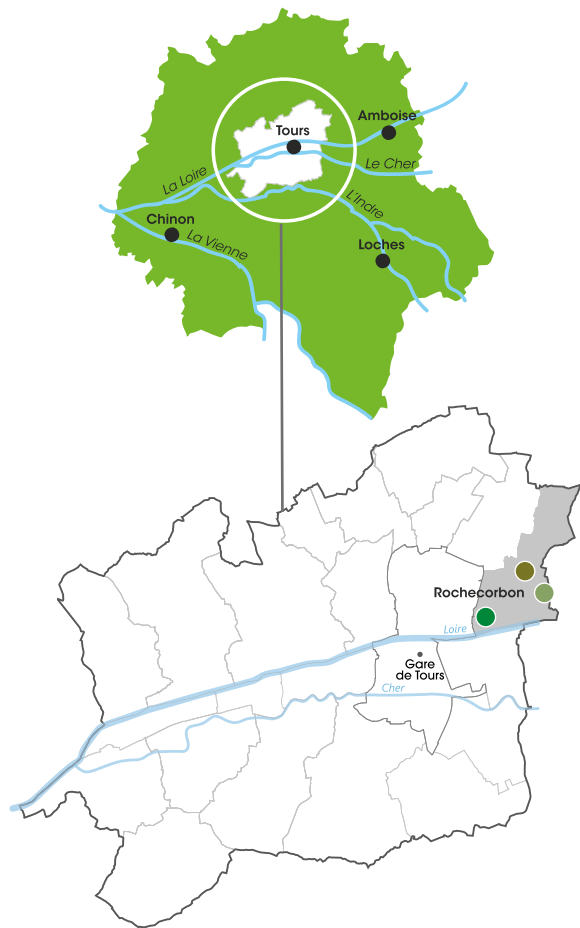 Amboise
Tours
Le Cher
La Loire
L'Indre
Chinon
La Vienne
Loches
Rochecorbon
Loire
Gare
de Tours
Cher